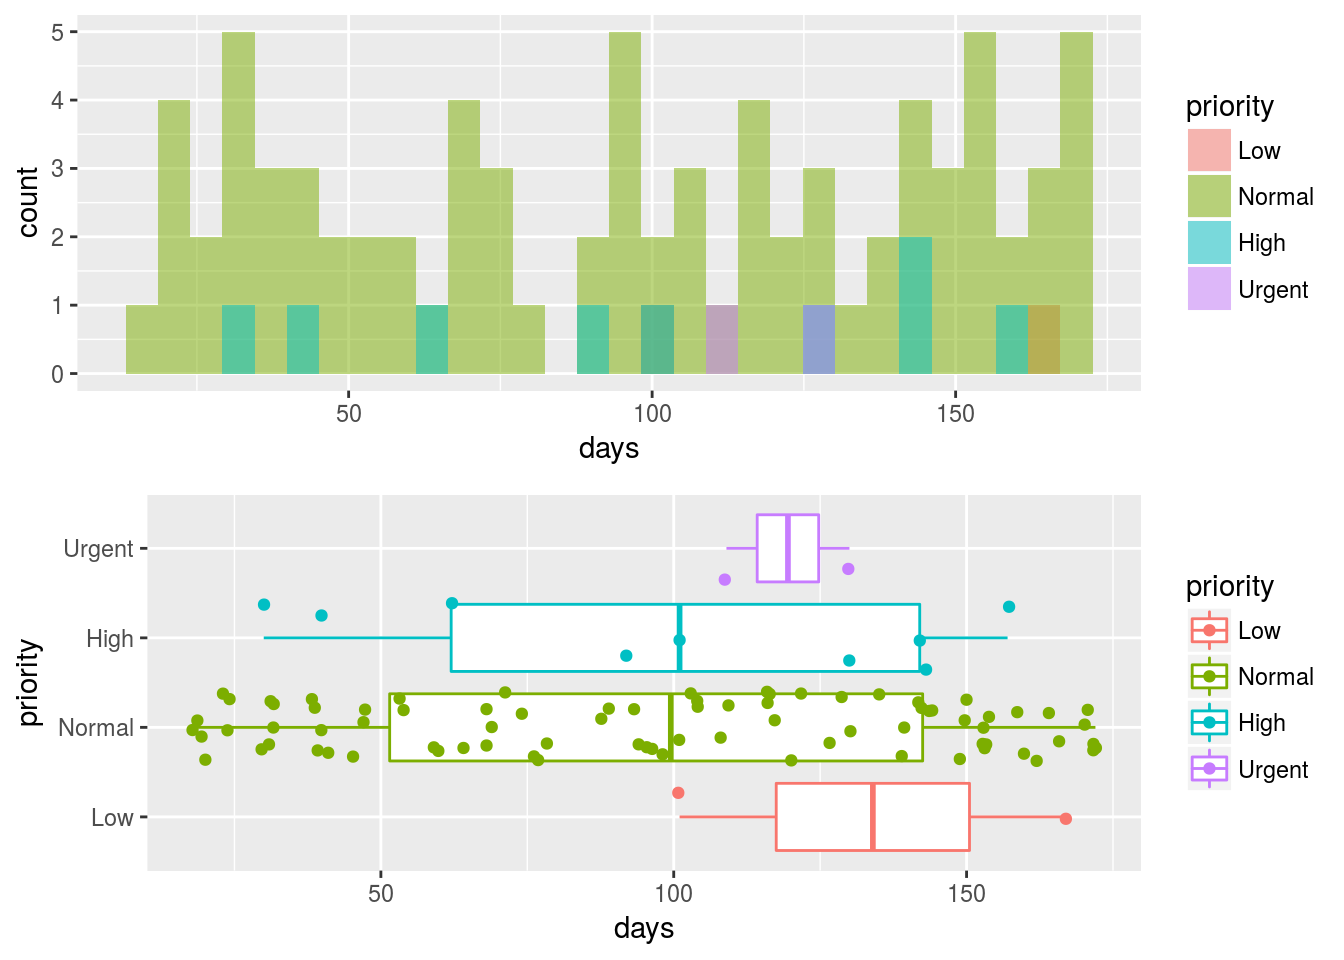 count
5
4
3
2
1
0
50 100 150
days
priority
Low
Normal
High
Urgent
priority
Urgent
High
Normal
Low
50 100 150
days
priority
Low
Normal
High
Urgent